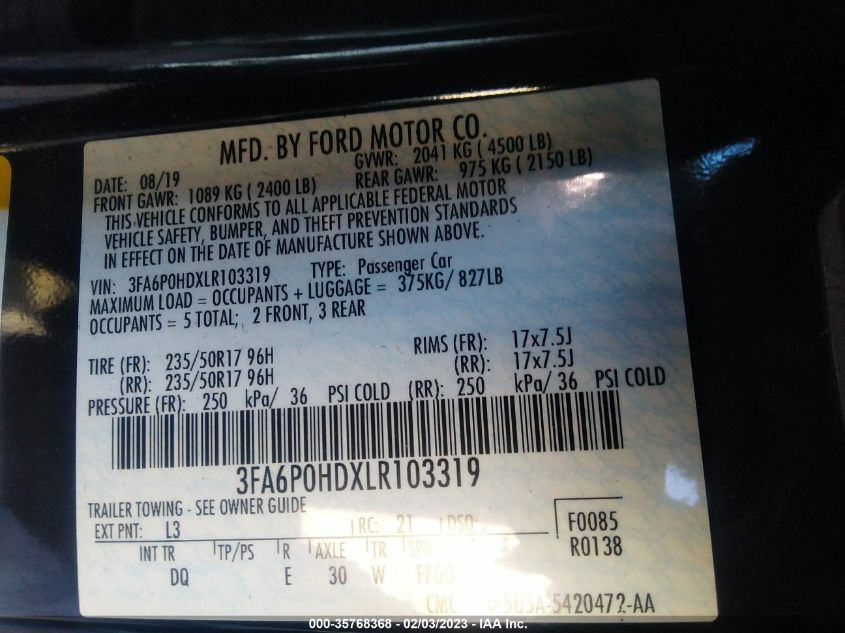 MFD. BY FORD MOTOR CO.
DATE: 08/19 GVWR: 2041 KG ( 4500 LB)
FRONT GAWR: 1089 KG ( 2400 LB) REAR GAWR: 975 KG ( 2150 LB)
THIS VEHICLE CONFORMS TO ALL APPLICABLE FEDERAL MOTOR
VEHICLE SAFETY, BUMPER, AND THEFT PREVENTION STANDARDS
IN EFFECT ON THE DATE OF MANUFACTURE SHOWN ABOVE.
VIN: 3FA6P0HDXLR103319 TYPE: Passenger Car
MAXIMUM LOAD = OCCUPANTS + LUGGAGE = 375KG/ 827LB
OCCUPANTS = 5 TOTAL; 2 FRONT, 3 REAR
TIRE (FR): 235/50R17 96H RIMS (FR): 17x7.5J
(RR): 235/50R17 96H (RR): 17x7.5J
PRESSURE (FR): 250 kPa/ 36 PSI COLD (RR): 250 kPa/ 36 PSI COLD
3FA6P0HDXLR103319
TRAILER TOWING - SEE OWNER GUIDE
EXT PNT: L3 RC: 21 DSO: F0085
INT TR TP/PS R AXLE TR SPR R0138
DQ E 30 W FFGG
CMC 5U5A-5420472-AA
000-35768368 - 02/03/2023 - IAA Inc.